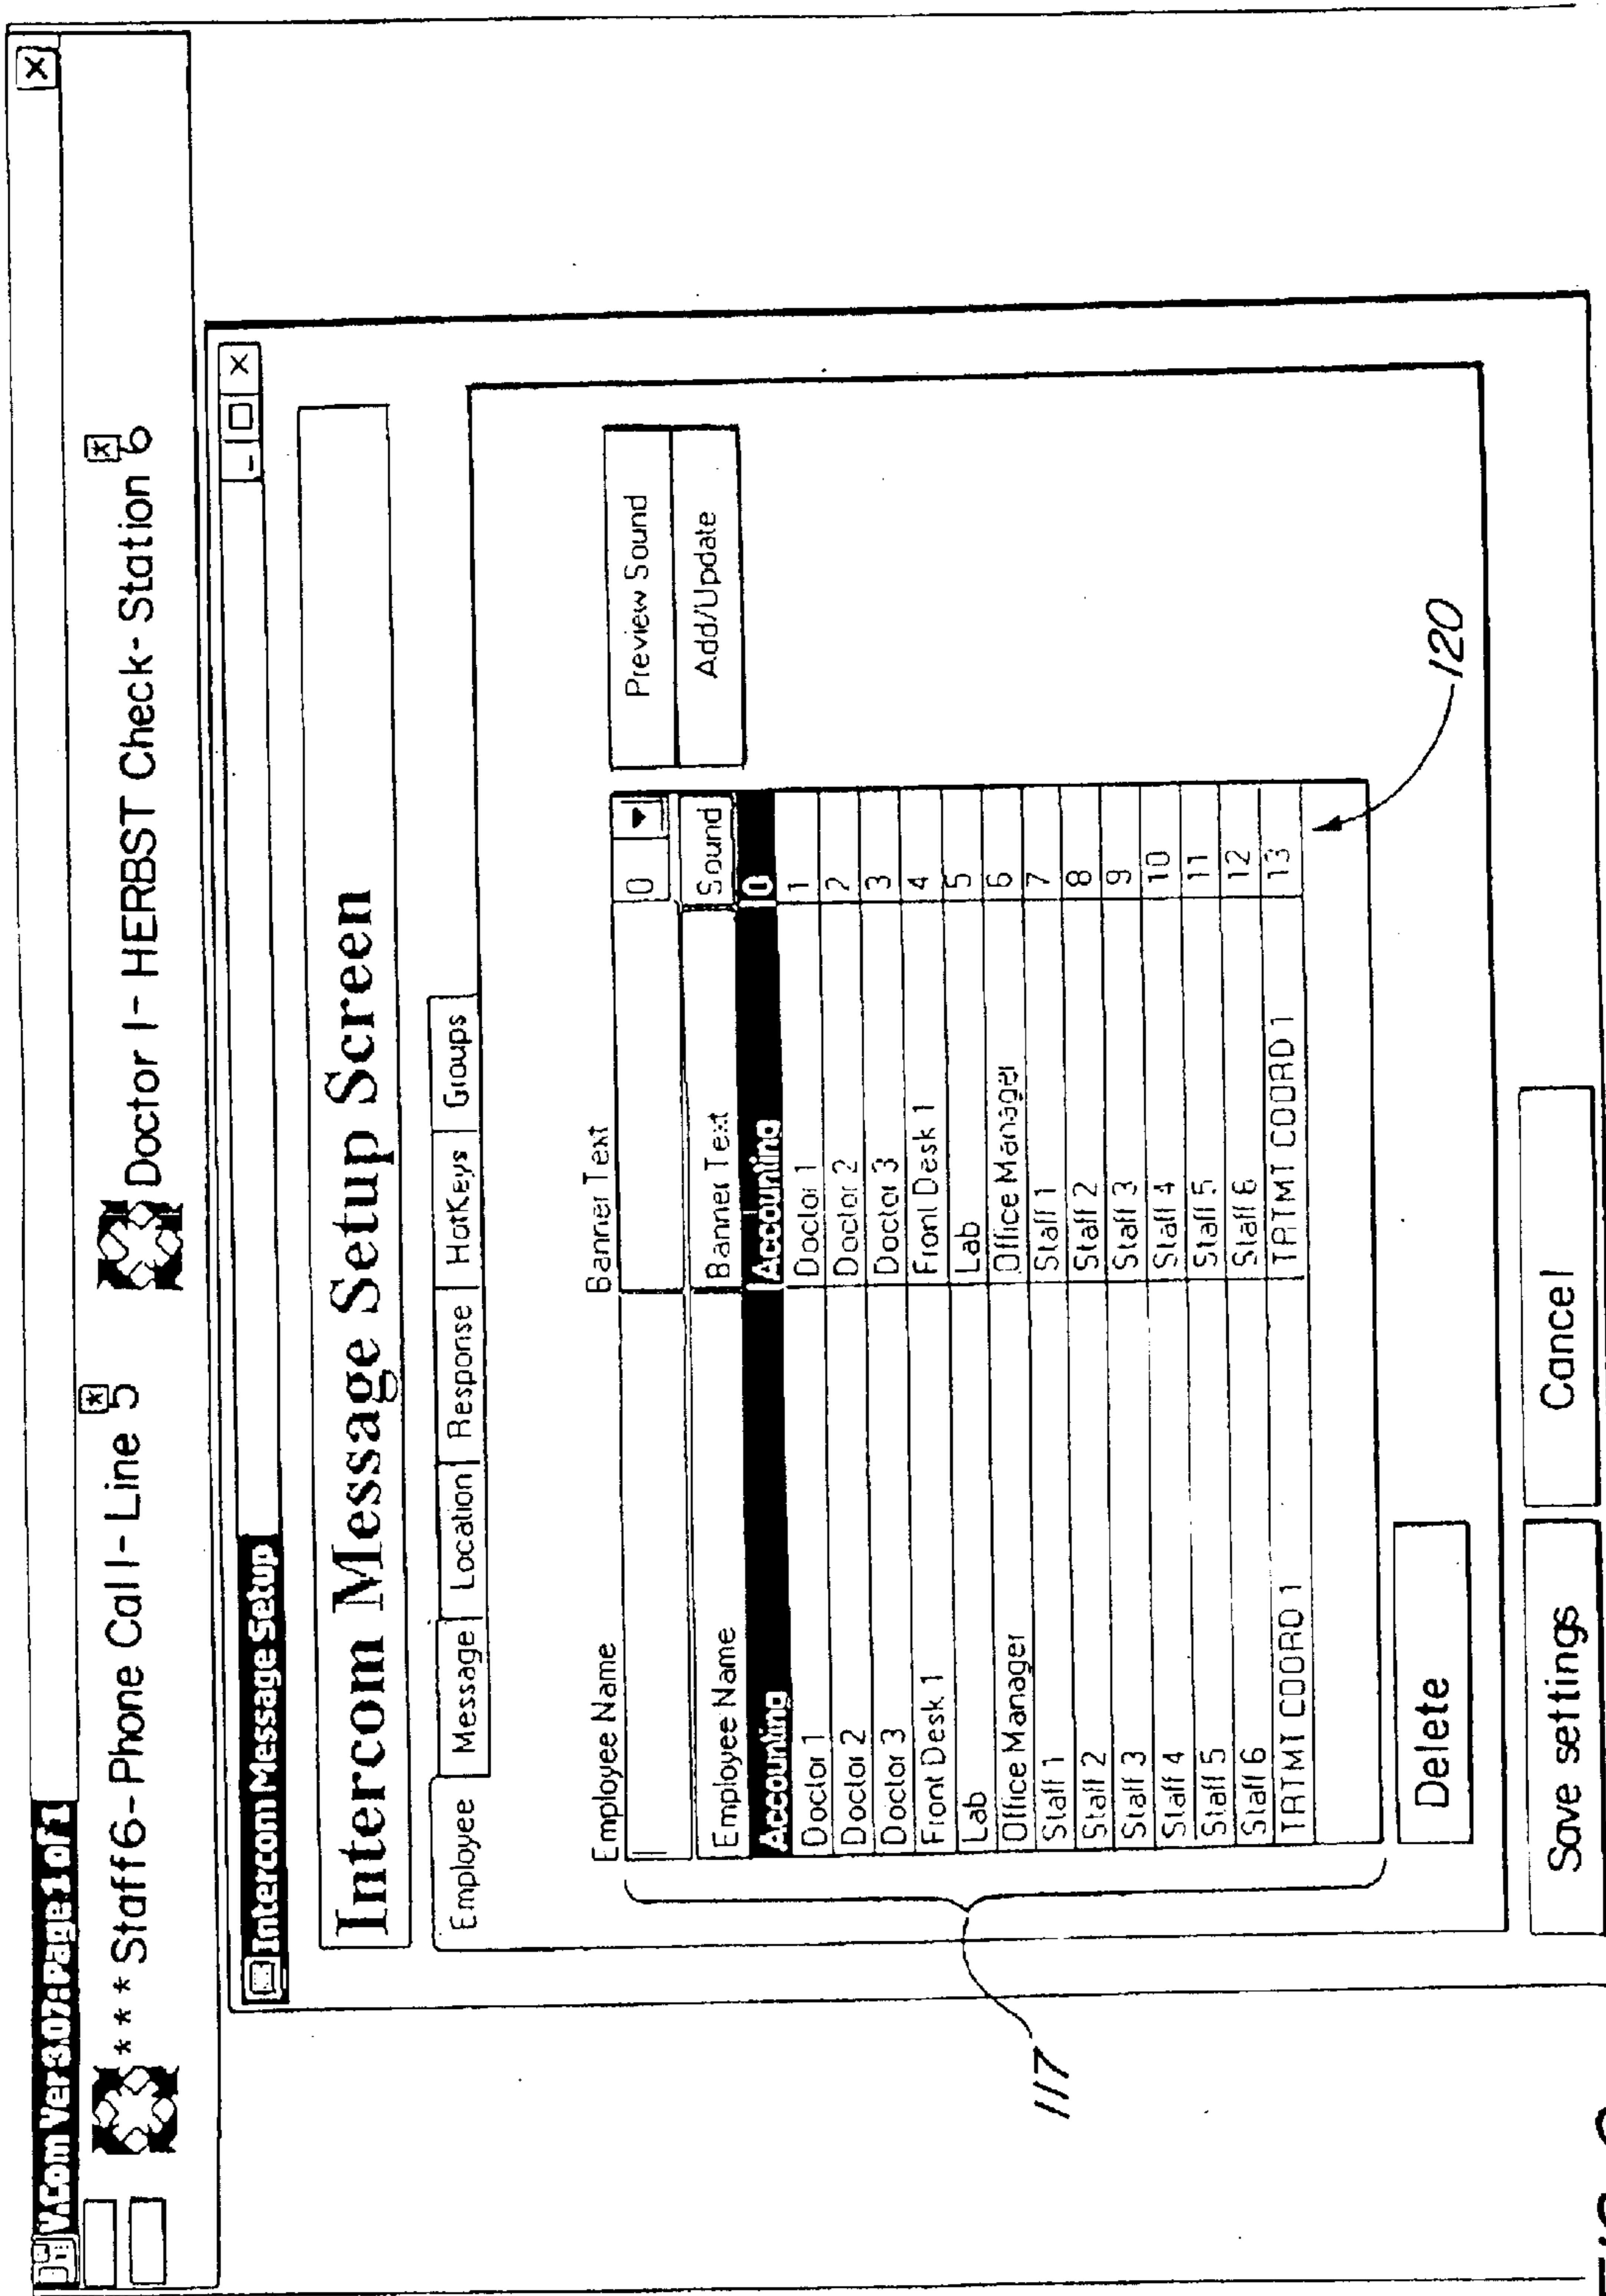 V.Com Ver 3.07: Page 1 of 1
***Staff6-Phone Call-Line 5 Doctor 1- HERBST Check-Station 6
Intercom Message Setup
Intercom Message Setup Screen
Employee Message Location Response HotKeys Groups
Employee Name Banner Text
0 Preview Sound
Employee Name Banner Text Sound Add/Update
Accounting Accounting 0
Doctor 1 Doctor 1 1
Doctor 2 Doctor 2 2
Doctor 3 Doctor 3 3
Front Desk 1 Front Desk 1 4
Lab Lab 5
Office Manager Office Manager 6
Staff 1 Staff 1 7
Staff 2 Staff 2 8
Staff 3 Staff 3 9
Staff 4 Staff 4 10
Staff 5 Staff 5 11
Staff 6 Staff 6 12
TRTMT COORD 1 TRTMT COORD 1 13
117
120
Delete
Save settings Cancel